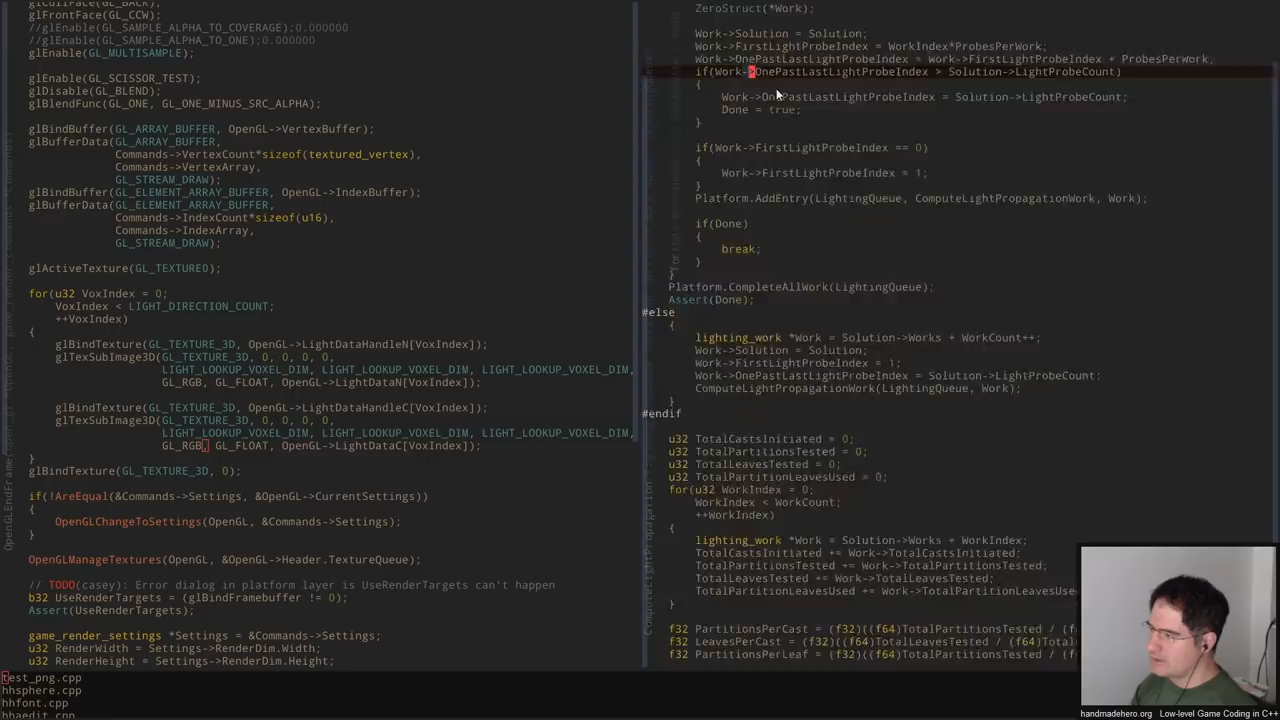 glCullFace(GL_BACK);
glFrontFace(GL_CCW);
//glEnable(GL_SAMPLE_ALPHA_TO_COVERAGE);0.000000
//glEnable(GL_SAMPLE_ALPHA_TO_ONE);0.000000
glEnable(GL_MULTISAMPLE);
glEnable(GL_SCISSOR_TEST);
glDisable(GL_BLEND);
glBlendFunc(GL_ONE, GL_ONE_MINUS_SRC_ALPHA);
glBindBuffer(GL_ARRAY_BUFFER, OpenGL->VertexBuffer);
glBufferData(GL_ARRAY_BUFFER,
Commands->VertexCount*sizeof(textured_vertex),
Commands->VertexArray,
GL_STREAM_DRAW);
glBindBuffer(GL_ELEMENT_ARRAY_BUFFER, OpenGL->IndexBuffer);
glBufferData(GL_ELEMENT_ARRAY_BUFFER,
Commands->IndexCount*sizeof(u16),
Commands->IndexArray,
GL_STREAM_DRAW);
glActiveTexture(GL_TEXTURE0);
for(u32 VoxIndex = 0;
VoxIndex < LIGHT_DIRECTION_COUNT;
++VoxIndex)
{
glBindTexture(GL_TEXTURE_3D, OpenGL->LightDataHandleN[VoxIndex]);
glTexSubImage3D(GL_TEXTURE_3D, 0, 0, 0, 0,
LIGHT_LOOKUP_VOXEL_DIM, LIGHT_LOOKUP_VOXEL_DIM, LIGHT_LOOKUP_VOXEL_DIM,
GL_RGB, GL_FLOAT, OpenGL->LightDataN[VoxIndex]);
glBindTexture(GL_TEXTURE_3D, OpenGL->LightDataHandleC[VoxIndex]);
glTexSubImage3D(GL_TEXTURE_3D, 0, 0, 0, 0,
LIGHT_LOOKUP_VOXEL_DIM, LIGHT_LOOKUP_VOXEL_DIM, LIGHT_LOOKUP_VOXEL_DIM,
GL_RGB, GL_FLOAT, OpenGL->LightDataC[VoxIndex]);
}
glBindTexture(GL_TEXTURE_3D, 0);
if(!AreEqual(&Commands->Settings, &OpenGL->CurrentSettings))
{
OpenGLChangeToSettings(OpenGL, &Commands->Settings);
}
OpenGLManageTextures(OpenGL, &OpenGL->Header.TextureQueue);
// TODO(casey): Error dialog in platform layer is UseRenderTargets can't happen
b32 UseRenderTargets = (glBindFramebuffer != 0);
Assert(UseRenderTargets);
game_render_settings *Settings = &Commands->Settings;
u32 RenderWidth = Settings->RenderDim.Width;
u32 RenderHeight = Settings->RenderDim.Height;
test_png.cpp
hhsphere.cpp
hhfont.cpp
hhaedit.cpp
ZeroStruct(*Work);
Work->Solution = Solution;
Work->FirstLightProbeIndex = WorkIndex*ProbesPerWork;
Work->OnePastLastLightProbeIndex = Work->FirstLightProbeIndex + ProbesPerWork;
if(Work->OnePastLastLightProbeIndex > Solution->LightProbeCount)
{
Work->OnePastLastLightProbeIndex = Solution->LightProbeCount;
Done = true;
}
if(Work->FirstLightProbeIndex == 0)
{
Work->FirstLightProbeIndex = 1;
}
Platform.AddEntry(LightingQueue, ComputeLightPropagationWork, Work);
if(Done)
{
break;
}
}
Platform.CompleteAllWork(LightingQueue);
Assert(Done);
#else
{
lighting_work *Work = Solution->Works + WorkCount++;
Work->Solution = Solution;
Work->FirstLightProbeIndex = 1;
Work->OnePastLastLightProbeIndex = Solution->LightProbeCount;
ComputeLightPropagationWork(LightingQueue, Work);
}
#endif
u32 TotalCastsInitiated = 0;
u32 TotalPartitionsTested = 0;
u32 TotalLeavesTested = 0;
u32 TotalPartitionLeavesUsed = 0;
for(u32 WorkIndex = 0;
WorkIndex < WorkCount;
++WorkIndex)
{
lighting_work *Work = Solution->Works + WorkIndex;
TotalCastsInitiated += Work->TotalCastsInitiated;
TotalPartitionsTested += Work->TotalPartitionsTested;
TotalLeavesTested += Work->TotalLeavesTested;
TotalPartitionLeavesUsed += Work->TotalPartitionLeavesUse
}
f32 PartitionsPerCast = (f32)((f64)TotalPartitionsTested / (f
f32 LeavesPerCast = (f32)((f64)TotalLeavesTested / (f64)Total
f32 PartitionsPerLeaf = (f32)((f64)TotalPartitionsTested / (f
handmadehero.org Low-level Game Coding in C++